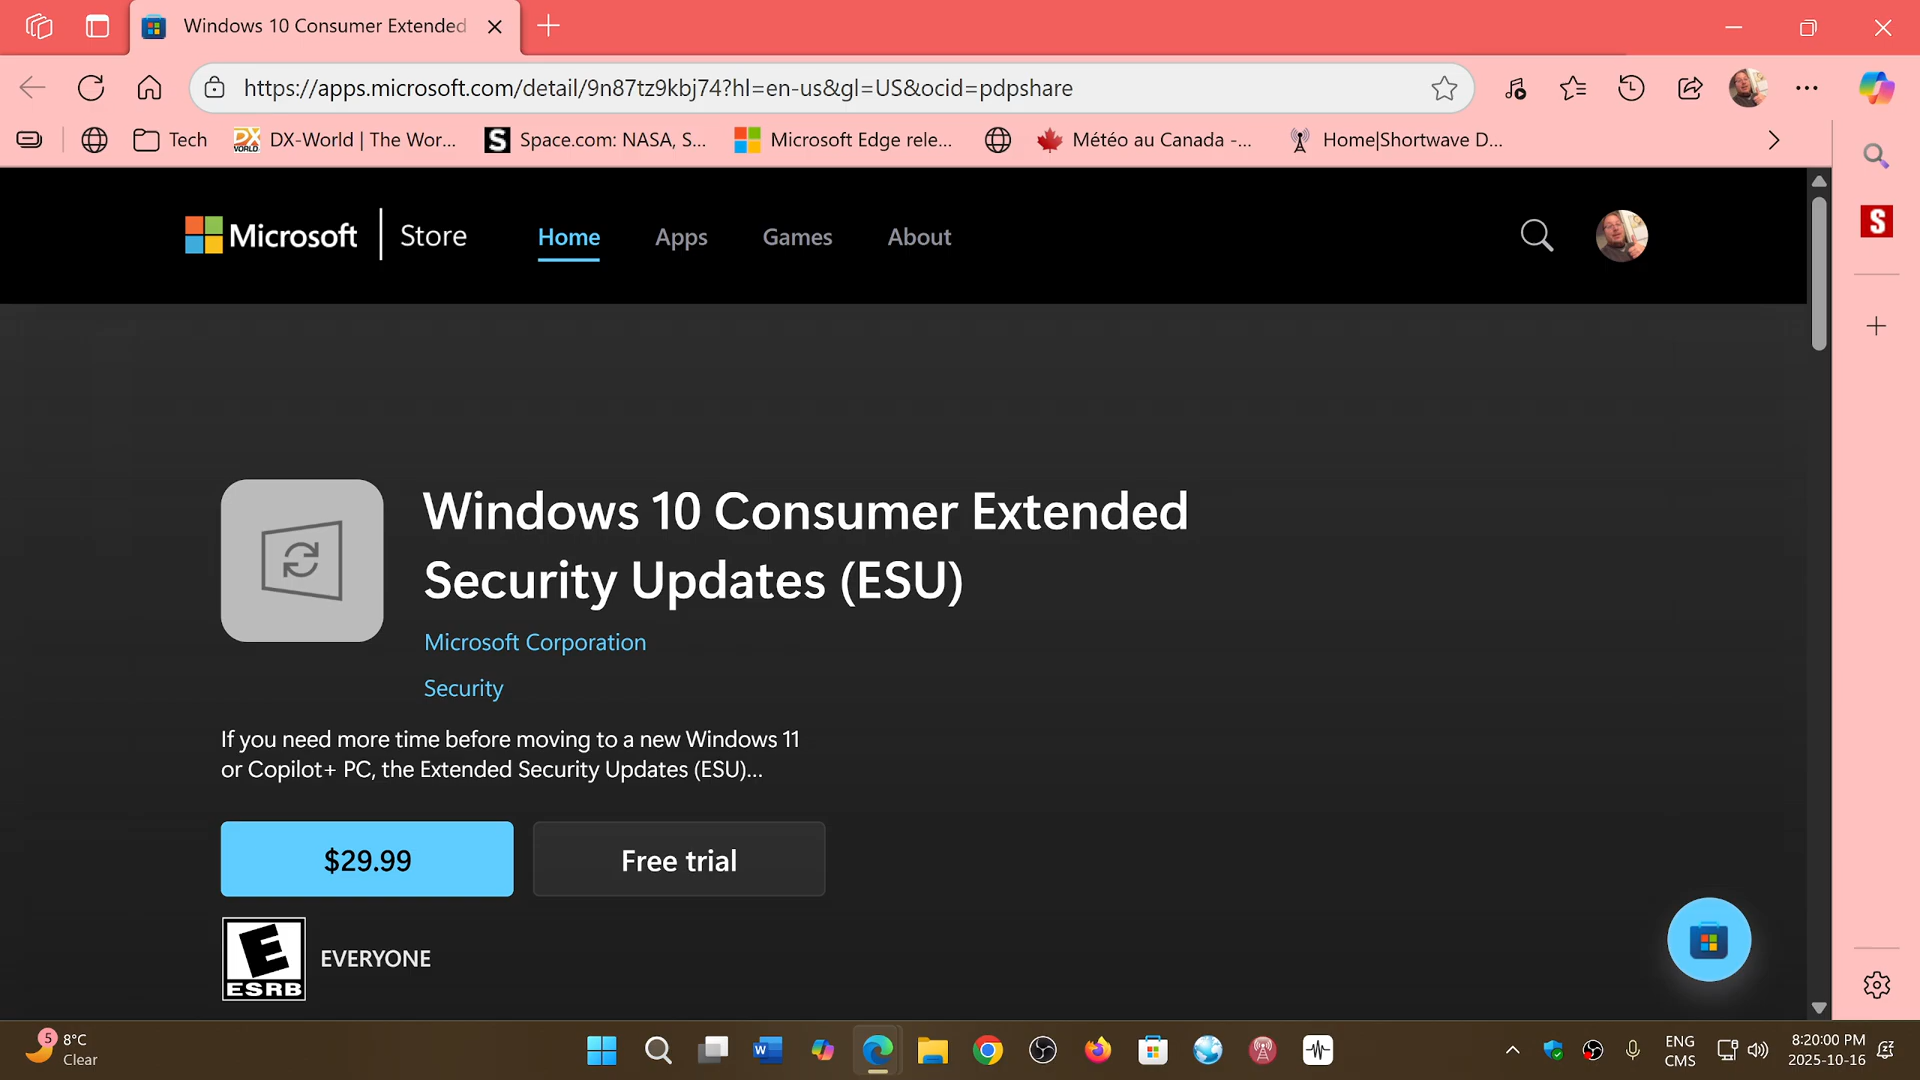 Windows 10 Consumer Extended
https://apps.microsoft.com/detail/9n87tz9kbj74?hl=en-us&gl=US&ocid=pdpshare
Tech
DX-World | The Wor...
Space.com: NASA, S...
Microsoft Edge rele...
Météo au Canada -...
Home|Shortwave D...
Microsoft
Store
Home
Apps
Games
About
Windows 10 Consumer Extended
Security Updates (ESU)
Microsoft Corporation
Security
If you need more time before moving to a new Windows 11
or Copilot+ PC, the Extended Security Updates (ESU)...
$29.99
Free trial
E
ESRB
EVERYONE
5
8°C
Clear
ENG
CMS
8:20:00 PM
2025-10-16